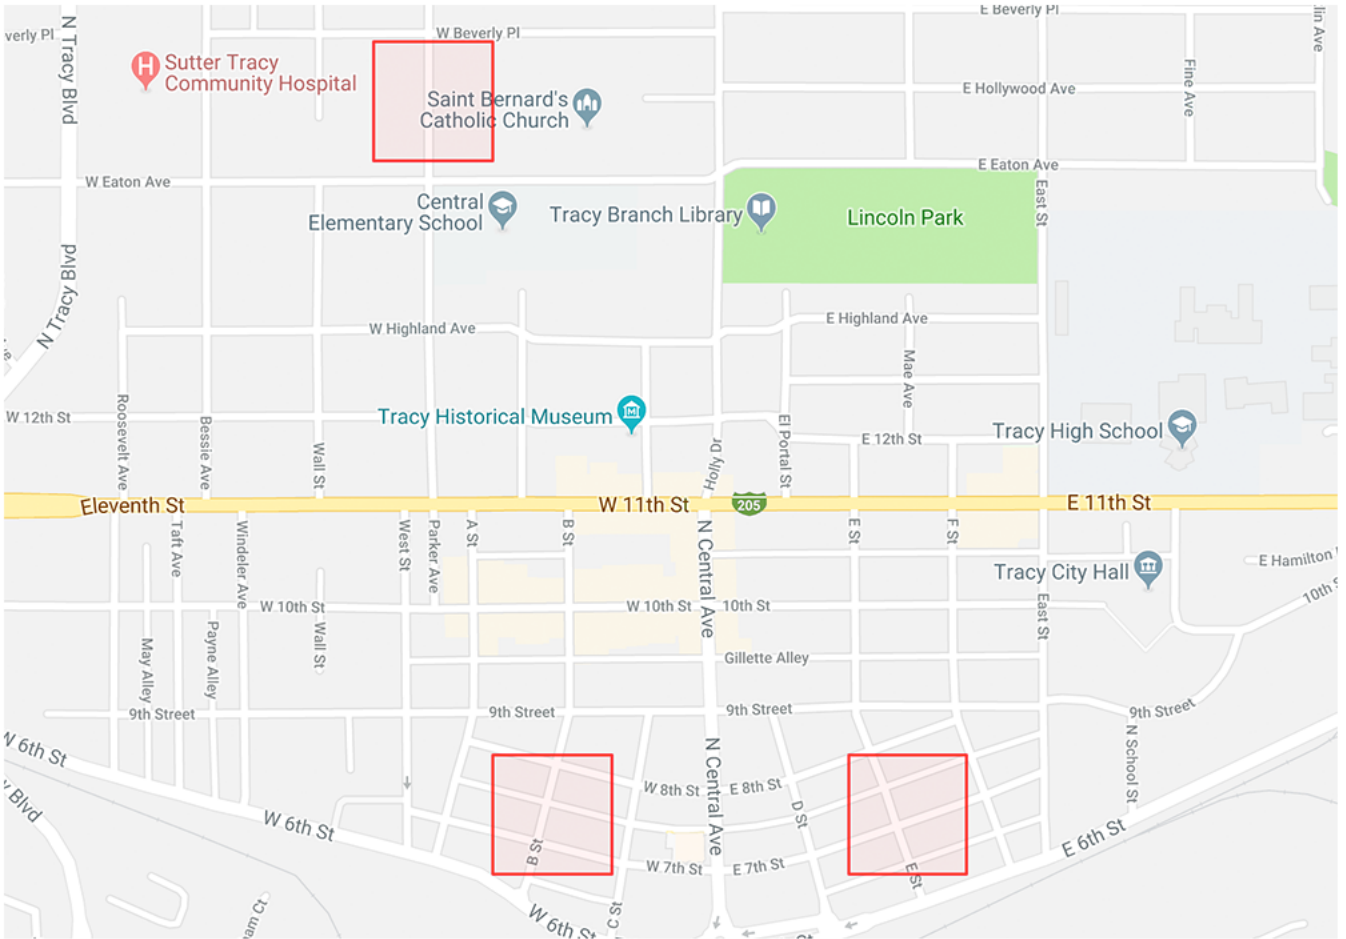 E Beverly Pl
verly Pl
N Tracy Blvd
W Beverly Pl
lin Ave
Sutter Tracy
Community Hospital
H
Fine Ave
E Hollywood Ave
Saint Bernard's
Catholic Church
E Eaton Ave
W Eaton Ave
East St
Central
Elementary School
Tracy Branch Library
Lincoln Park
N Tracy Blvd
W Highland Ave
E Highland Ave
Mae Ave
W 12th St
Roosevelt Ave
Bessie Ave
Wall St
Tracy Historical Museum
M
Holly Dr
El Portal St
E 12th St
Tracy High School
Eleventh St
W 11th St
205
E 11th St
Taft Ave
Windeler Ave
West St
Parker Ave
A St
B St
N Central Ave
E St
F St
Tracy City Hall
E Hamilton
10th S
W 10th St
W 10th St
10th St
East St
May Alley
Payne Alley
Wall St
Gillette Alley
9th Street
9th Street
9th Street
9th Street
N School St
W 6th St
y Blvd
W 6th St
N Central Ave
W 8th St
E 8th St
D St
B St
W 7th St
E 7th St
E St
E 6th St
am Ct
W 6th St
C St